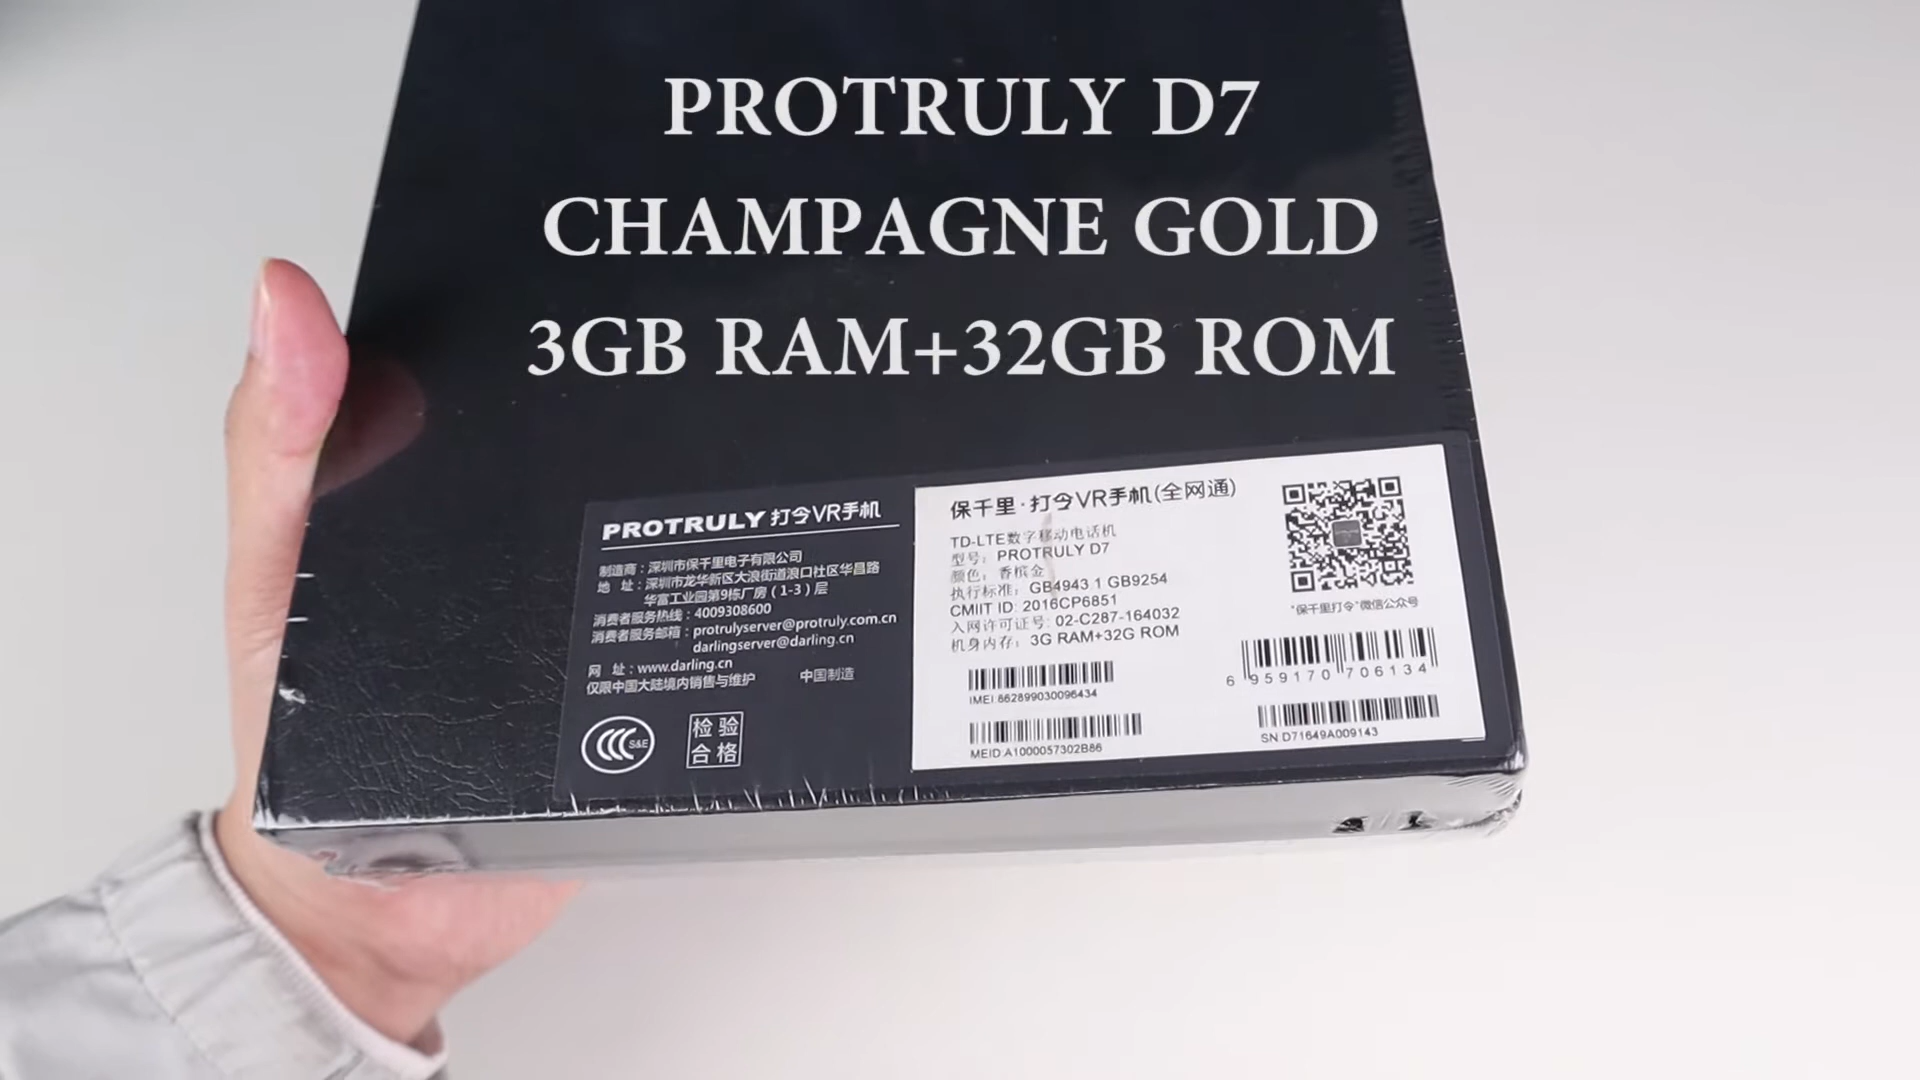 PROTRULY D7
CHAMPAGNE GOLD
3GB RAM+32GB ROM
PROTRULY 打令VR手机
制造商：深圳市保千里电子有限公司
地 址：深圳市龙华新区大浪街道浪口社区华昌路
华富工业园第9栋厂房（1-3）层
消费者服务热线：4009308600
消费者服务邮箱：protrulyserver@protruly.com.cn
darlingserver@darling.cn
网 址：www.darling.cn
仅限中国大陆境内销售与维护 中国制造
S&E
检验
合格
保千里·打令VR手机(全网通)
TD-LTE数字移动电话机
型号：PROTRULY D7
颜色：香槟金
执行标准：GB4943 1 GB9254
CMIIT ID: 2016CP6851
入网许可证号: 02-C287-164032
机身内存：3G RAM+32G ROM
IMEI 862899030096434
MEID:A1000057302B86
"保千里打令"微信公众号
6 959170 706134
SN D71649A009143